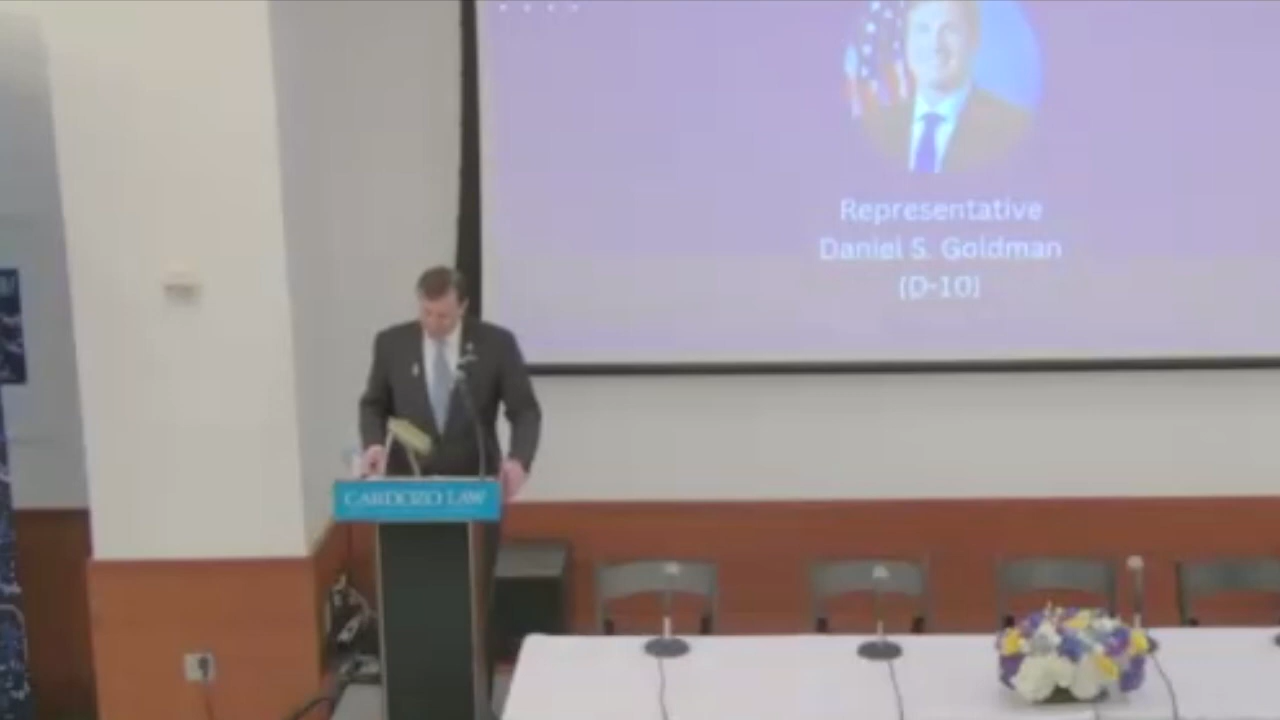 Representative
Daniel S. Goldman
(D-10)
CARDOZO LAW